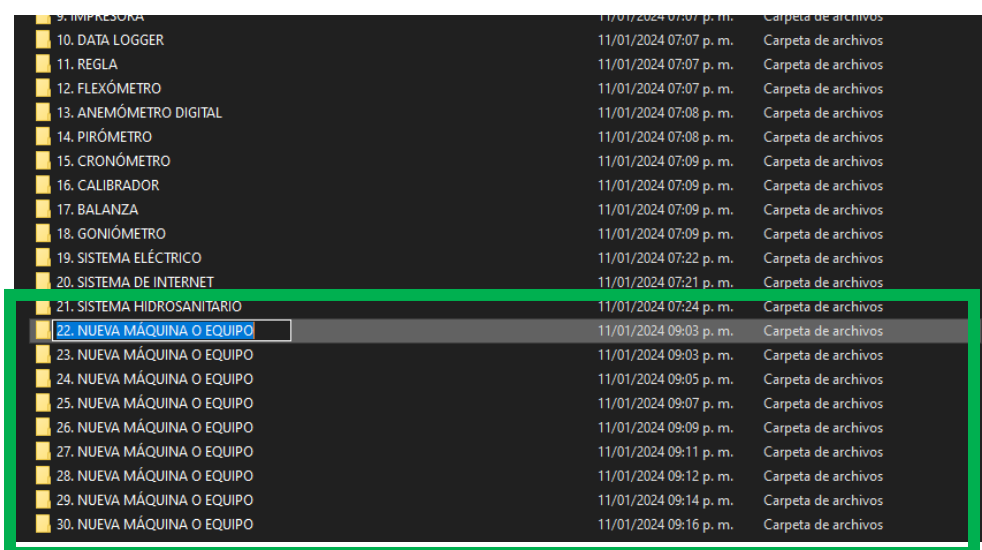 9. IMPRESORA 11/01/2024 07:07 p. m. Carpeta de archivos
10. DATA LOGGER 11/01/2024 07:07 p. m. Carpeta de archivos
11. REGLA 11/01/2024 07:07 p. m. Carpeta de archivos
12. FLEXÓMETRO 11/01/2024 07:07 p. m. Carpeta de archivos
13. ANEMÓMETRO DIGITAL 11/01/2024 07:08 p. m. Carpeta de archivos
14. PIRÓMETRO 11/01/2024 07:08 p. m. Carpeta de archivos
15. CRONÓMETRO 11/01/2024 07:09 p. m. Carpeta de archivos
16. CALIBRADOR 11/01/2024 07:09 p. m. Carpeta de archivos
17. BALANZA 11/01/2024 07:09 p. m. Carpeta de archivos
18. GONIÓMETRO 11/01/2024 07:09 p. m. Carpeta de archivos
19. SISTEMA ELÉCTRICO 11/01/2024 07:22 p. m. Carpeta de archivos
20. SISTEMA DE INTERNET 11/01/2024 07:21 p. m. Carpeta de archivos
21. SISTEMA HIDROSANITARIO 11/01/2024 07:24 p. m. Carpeta de archivos
22. NUEVA MÁQUINA O EQUIPO 11/01/2024 09:03 p. m. Carpeta de archivos
23. NUEVA MÁQUINA O EQUIPO 11/01/2024 09:03 p. m. Carpeta de archivos
24. NUEVA MÁQUINA O EQUIPO 11/01/2024 09:05 p. m. Carpeta de archivos
25. NUEVA MÁQUINA O EQUIPO 11/01/2024 09:07 p. m. Carpeta de archivos
26. NUEVA MÁQUINA O EQUIPO 11/01/2024 09:09 p. m. Carpeta de archivos
27. NUEVA MÁQUINA O EQUIPO 11/01/2024 09:11 p. m. Carpeta de archivos
28. NUEVA MÁQUINA O EQUIPO 11/01/2024 09:12 p. m. Carpeta de archivos
29. NUEVA MÁQUINA O EQUIPO 11/01/2024 09:14 p. m. Carpeta de archivos
30. NUEVA MÁQUINA O EQUIPO 11/01/2024 09:16 p. m. Carpeta de archivos